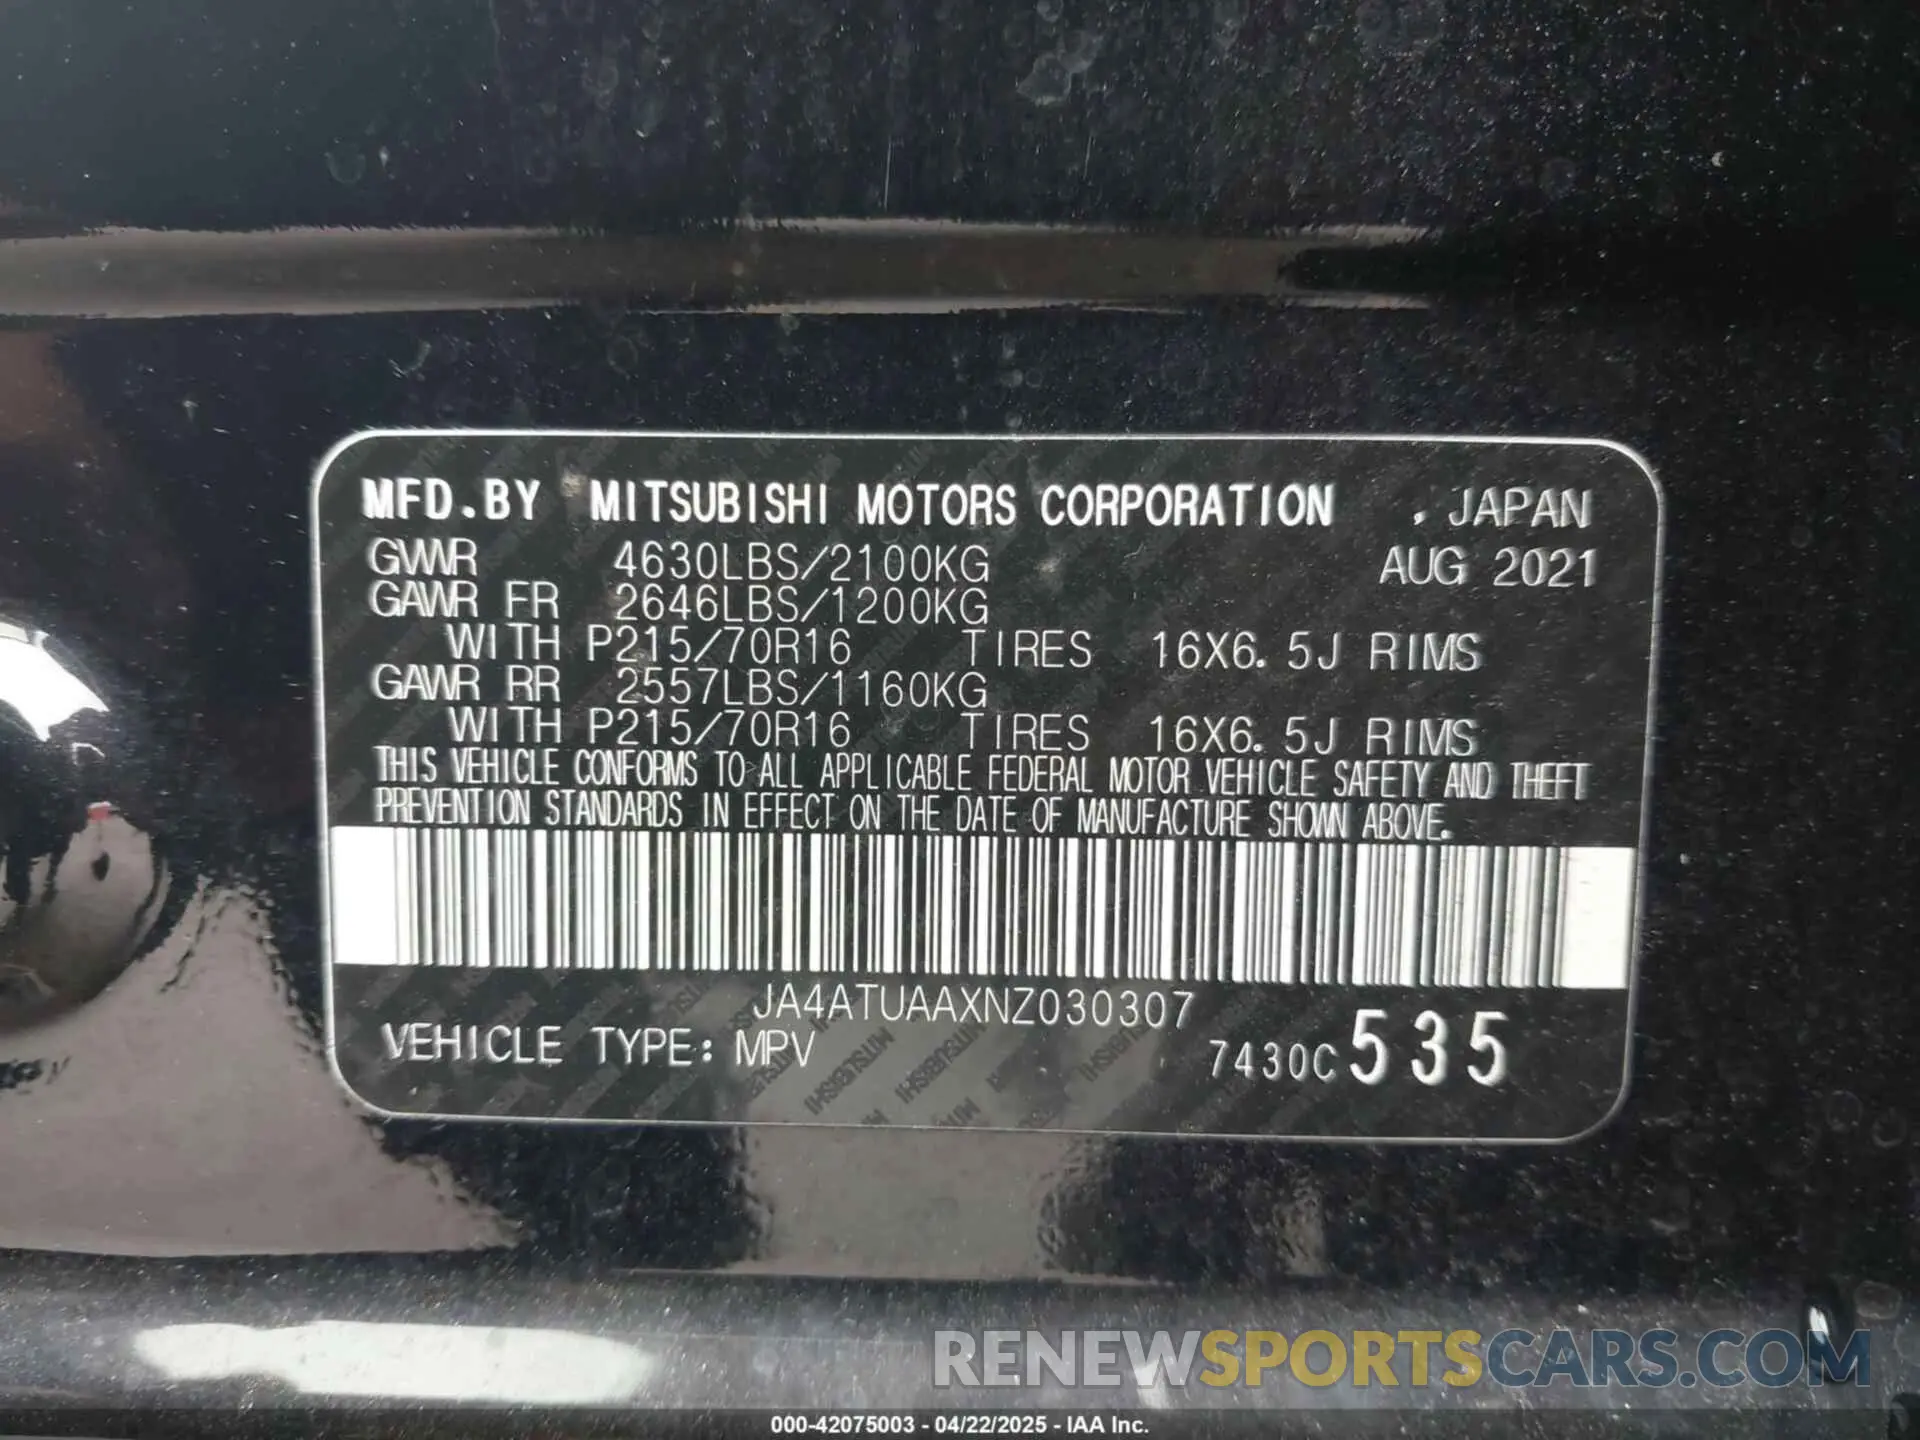 MFD.BY MITSUBISHI MOTORS CORPORATION , JAPAN
GVWR 4630LBS/2100KG AUG 2021
GAWR FR 2646LBS/1200KG
WITH P215/70R16 TIRES 16X6.5J RIMS
GAWR RR 2557LBS/1160KG
WITH P215/70R16 TIRES 16X6.5J RIMS
THIS VEHICLE CONFORMS TO ALL APPLICABLE FEDERAL MOTOR VEHICLE SAFETY AND THEFT
PREVENTION STANDARDS IN EFFECT ON THE DATE OF MANUFACTURE SHOWN ABOVE.
JA4ATUAAXNZ030307
VEHICLE TYPE: MPV 7430C 535
RENEWSPORTSCARS.COM
000-42075003 - 04/22/2025 - IAA Inc.